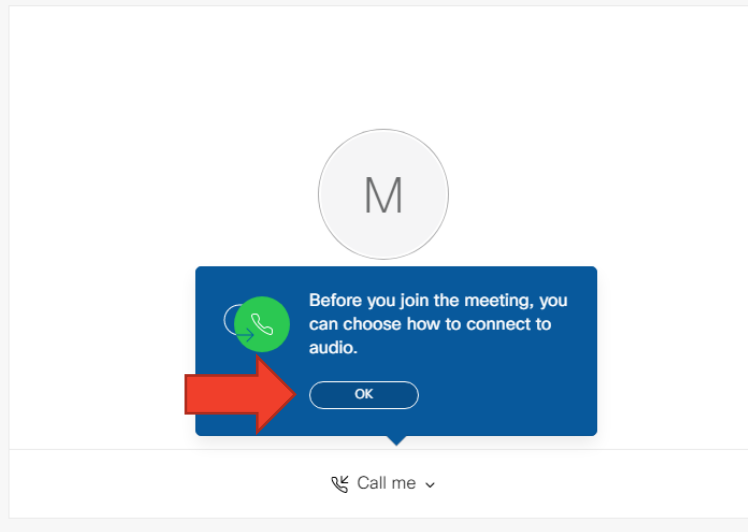 M
Before you join the meeting, you
can choose how to connect to
audio.
OK
Call me